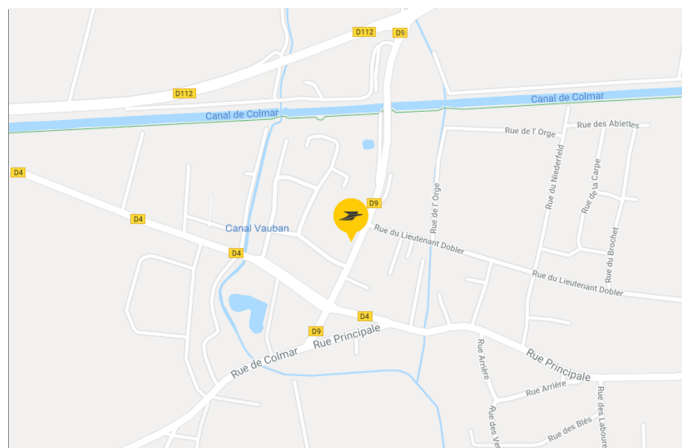 D112
D9
D112
Canal de Colmar
Canal de Colmar
Rue de l' Orge
Rue des Ablettes
D4
Rue du Niederfeld
Rue de la Carpe
Rue de l' Orge
D9
D4
Canal Vauban
Rue du Lieutenant Dobler
Rue du Brochet
D4
Rue du Lieutenant Dobler
D4
D9
Rue Principale
Rue de Colmar
Rue Arrière
Rue Principale
Rue Arrière
Rue des Blés